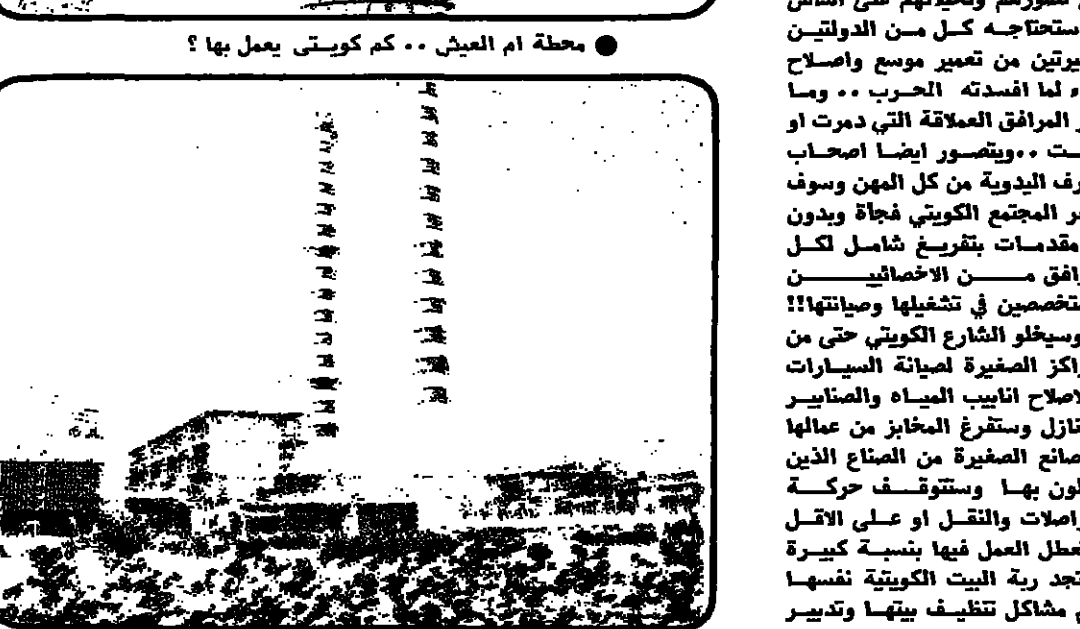 ● محطة ام العيش .. كم كويتى يعمل بها ؟
ستحتاجه كل من الدولتين
يرتين من تعمير موسع واصلاح
ء لما افسدته الحرب .. وما
المرافق العملاقة التي دمرت او
ت .. ويتصور ايضا اصحاب
رف اليدوية من كل المهن وسوف
المجتمع الكويتي فجأة وبدون
مقدمات بتفريغ شامل لكل
رافق من الاخصائيين
تخصصين في تشغيلها وصيانتها!!
وسيخلو الشارع الكويتي حتى من
راكز الصغيرة لصيانة السيارات
لاصلاح انابيب المياه والصنابير
نازل وستفرغ المخابز من عمالها
صانع الصغيرة من الصناع الذين
لون بها وستتوقف حركة
راصلات والنقل او على الاقل
تعطل العمل فيها بنسبة كبيرة
تجد ربة البيت الكويتية نفسها
مشاكل تنظيف بيتها وتدبير